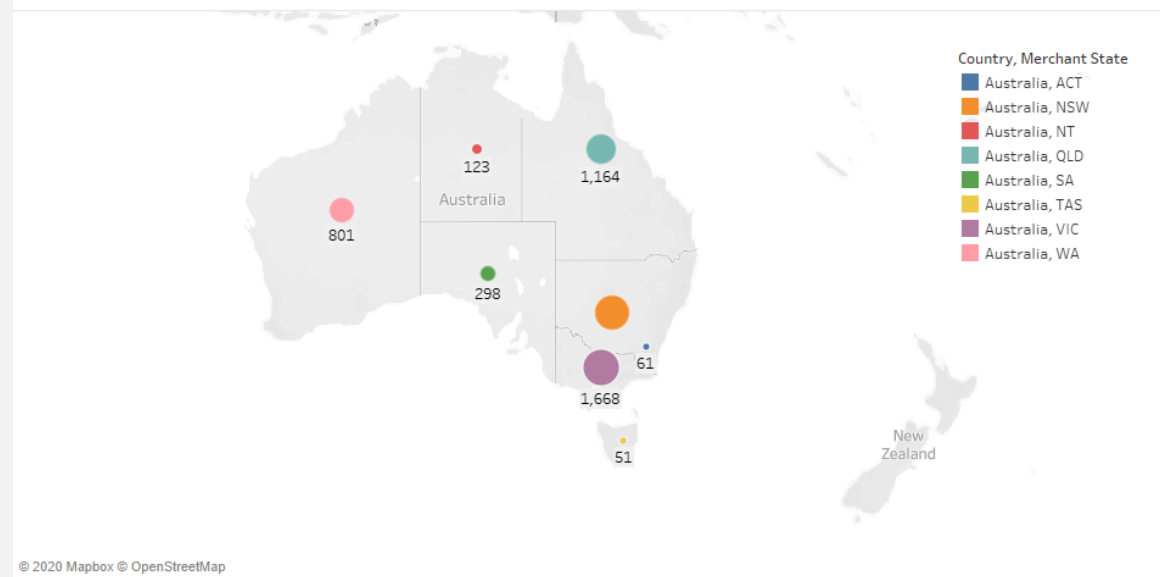 Country, Merchant State
Australia, ACT
Australia, NSW
Australia, NT
Australia, QLD
Australia, SA
Australia, TAS
Australia, VIC
Australia, WA
123
1,164
Australia
801
298
61
1,668
51
New
Zealand
© 2020 Mapbox © OpenStreetMap